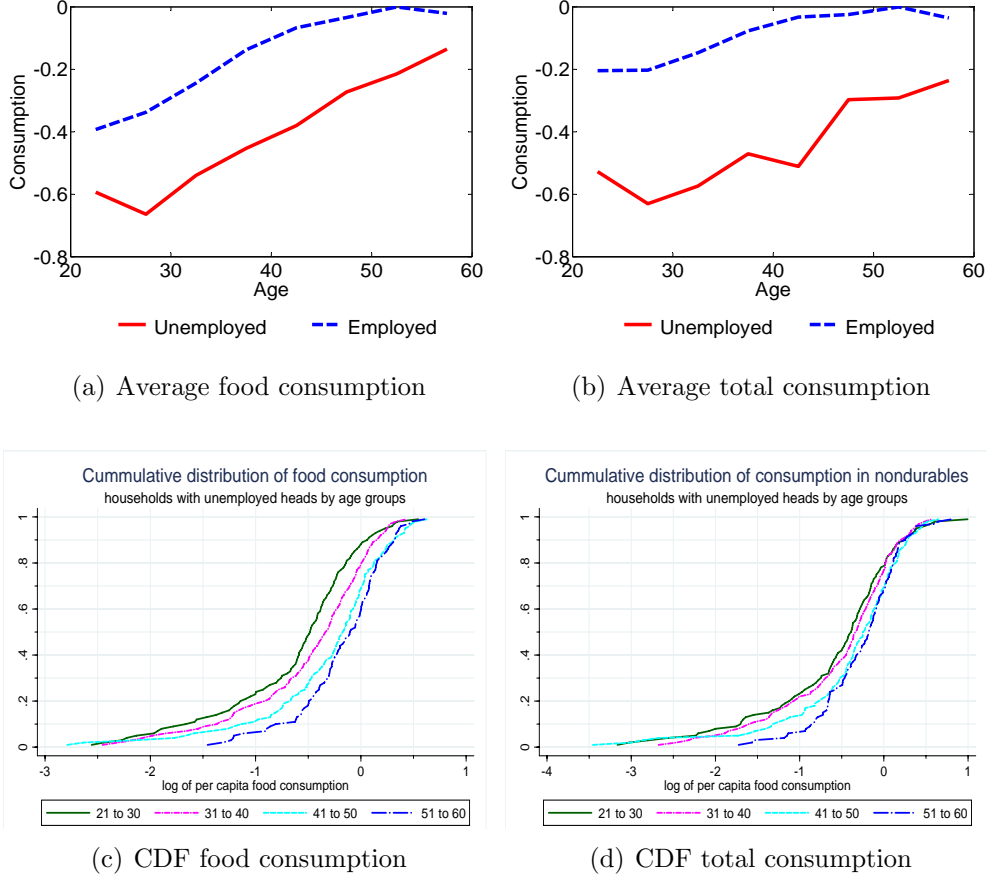 0
-0.2
-0.4
-0.6
-0.8
Consumption
20 30 40 50 60
Age
Unemployed Employed
(a) Average food consumption
0
-0.2
-0.4
-0.6
-0.8
Consumption
20 30 40 50 60
Age
Unemployed Employed
(b) Average total consumption
Cummulative distribution of food consumption
households with unemployed heads by age groups
1
.8
.6
.4
.2
0
-3 -2 -1 0 1
log of per capita food consumption
21 to 30 31 to 40 41 to 50 51 to 60
(c) CDF food consumption
Cummulative distribution of consumption in nondurables
households with unemployed heads by age groups
1
.8
.6
.4
.2
0
-4 -3 -2 -1 0 1
log of per capita food consumption
21 to 30 31 to 40 41 to 50 51 to 60
(d) CDF total consumption